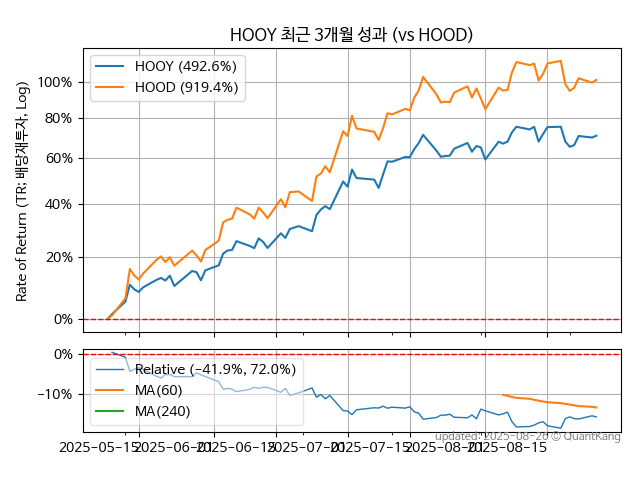 HOOY 최근 3개월 성과 (vs HOOD)
Rate of Return (TR; 배당재투자, Log)
HOOY (492.6%)
HOOD (919.4%)
100%
80%
60%
40%
20%
0%
0%
−10%
Relative (−41.9%, 72.0%)
MA(60)
MA(240)
updated: 2025-08-26 © QuantKang
2025-05-15
2025-06-01
2025-06-15
2025-07-01
2025-07-15
2025-08-01
2025-08-15